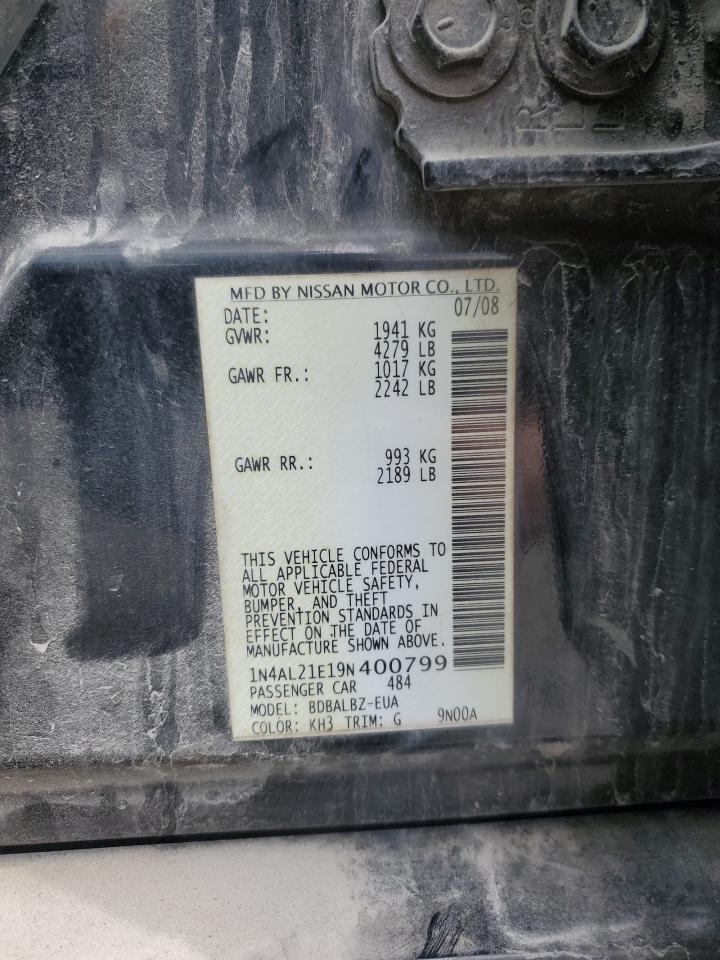 MFD BY NISSAN MOTOR CO., LTD.
DATE: 07/08
GVWR: 1941 KG
4279 LB
GAWR FR.: 1017 KG
2242 LB
GAWR RR.: 993 KG
2189 LB
THIS VEHICLE CONFORMS TO
ALL APPLICABLE FEDERAL
MOTOR VEHICLE SAFETY,
BUMPER, AND THEFT
PREVENTION STANDARDS IN
EFFECT ON THE DATE OF
MANUFACTURE SHOWN ABOVE.
1N4AL21E19N400799
PASSENGER CAR 484
MODEL: BDBALBZ-EUA
COLOR: KH3 TRIM: G 9N00A